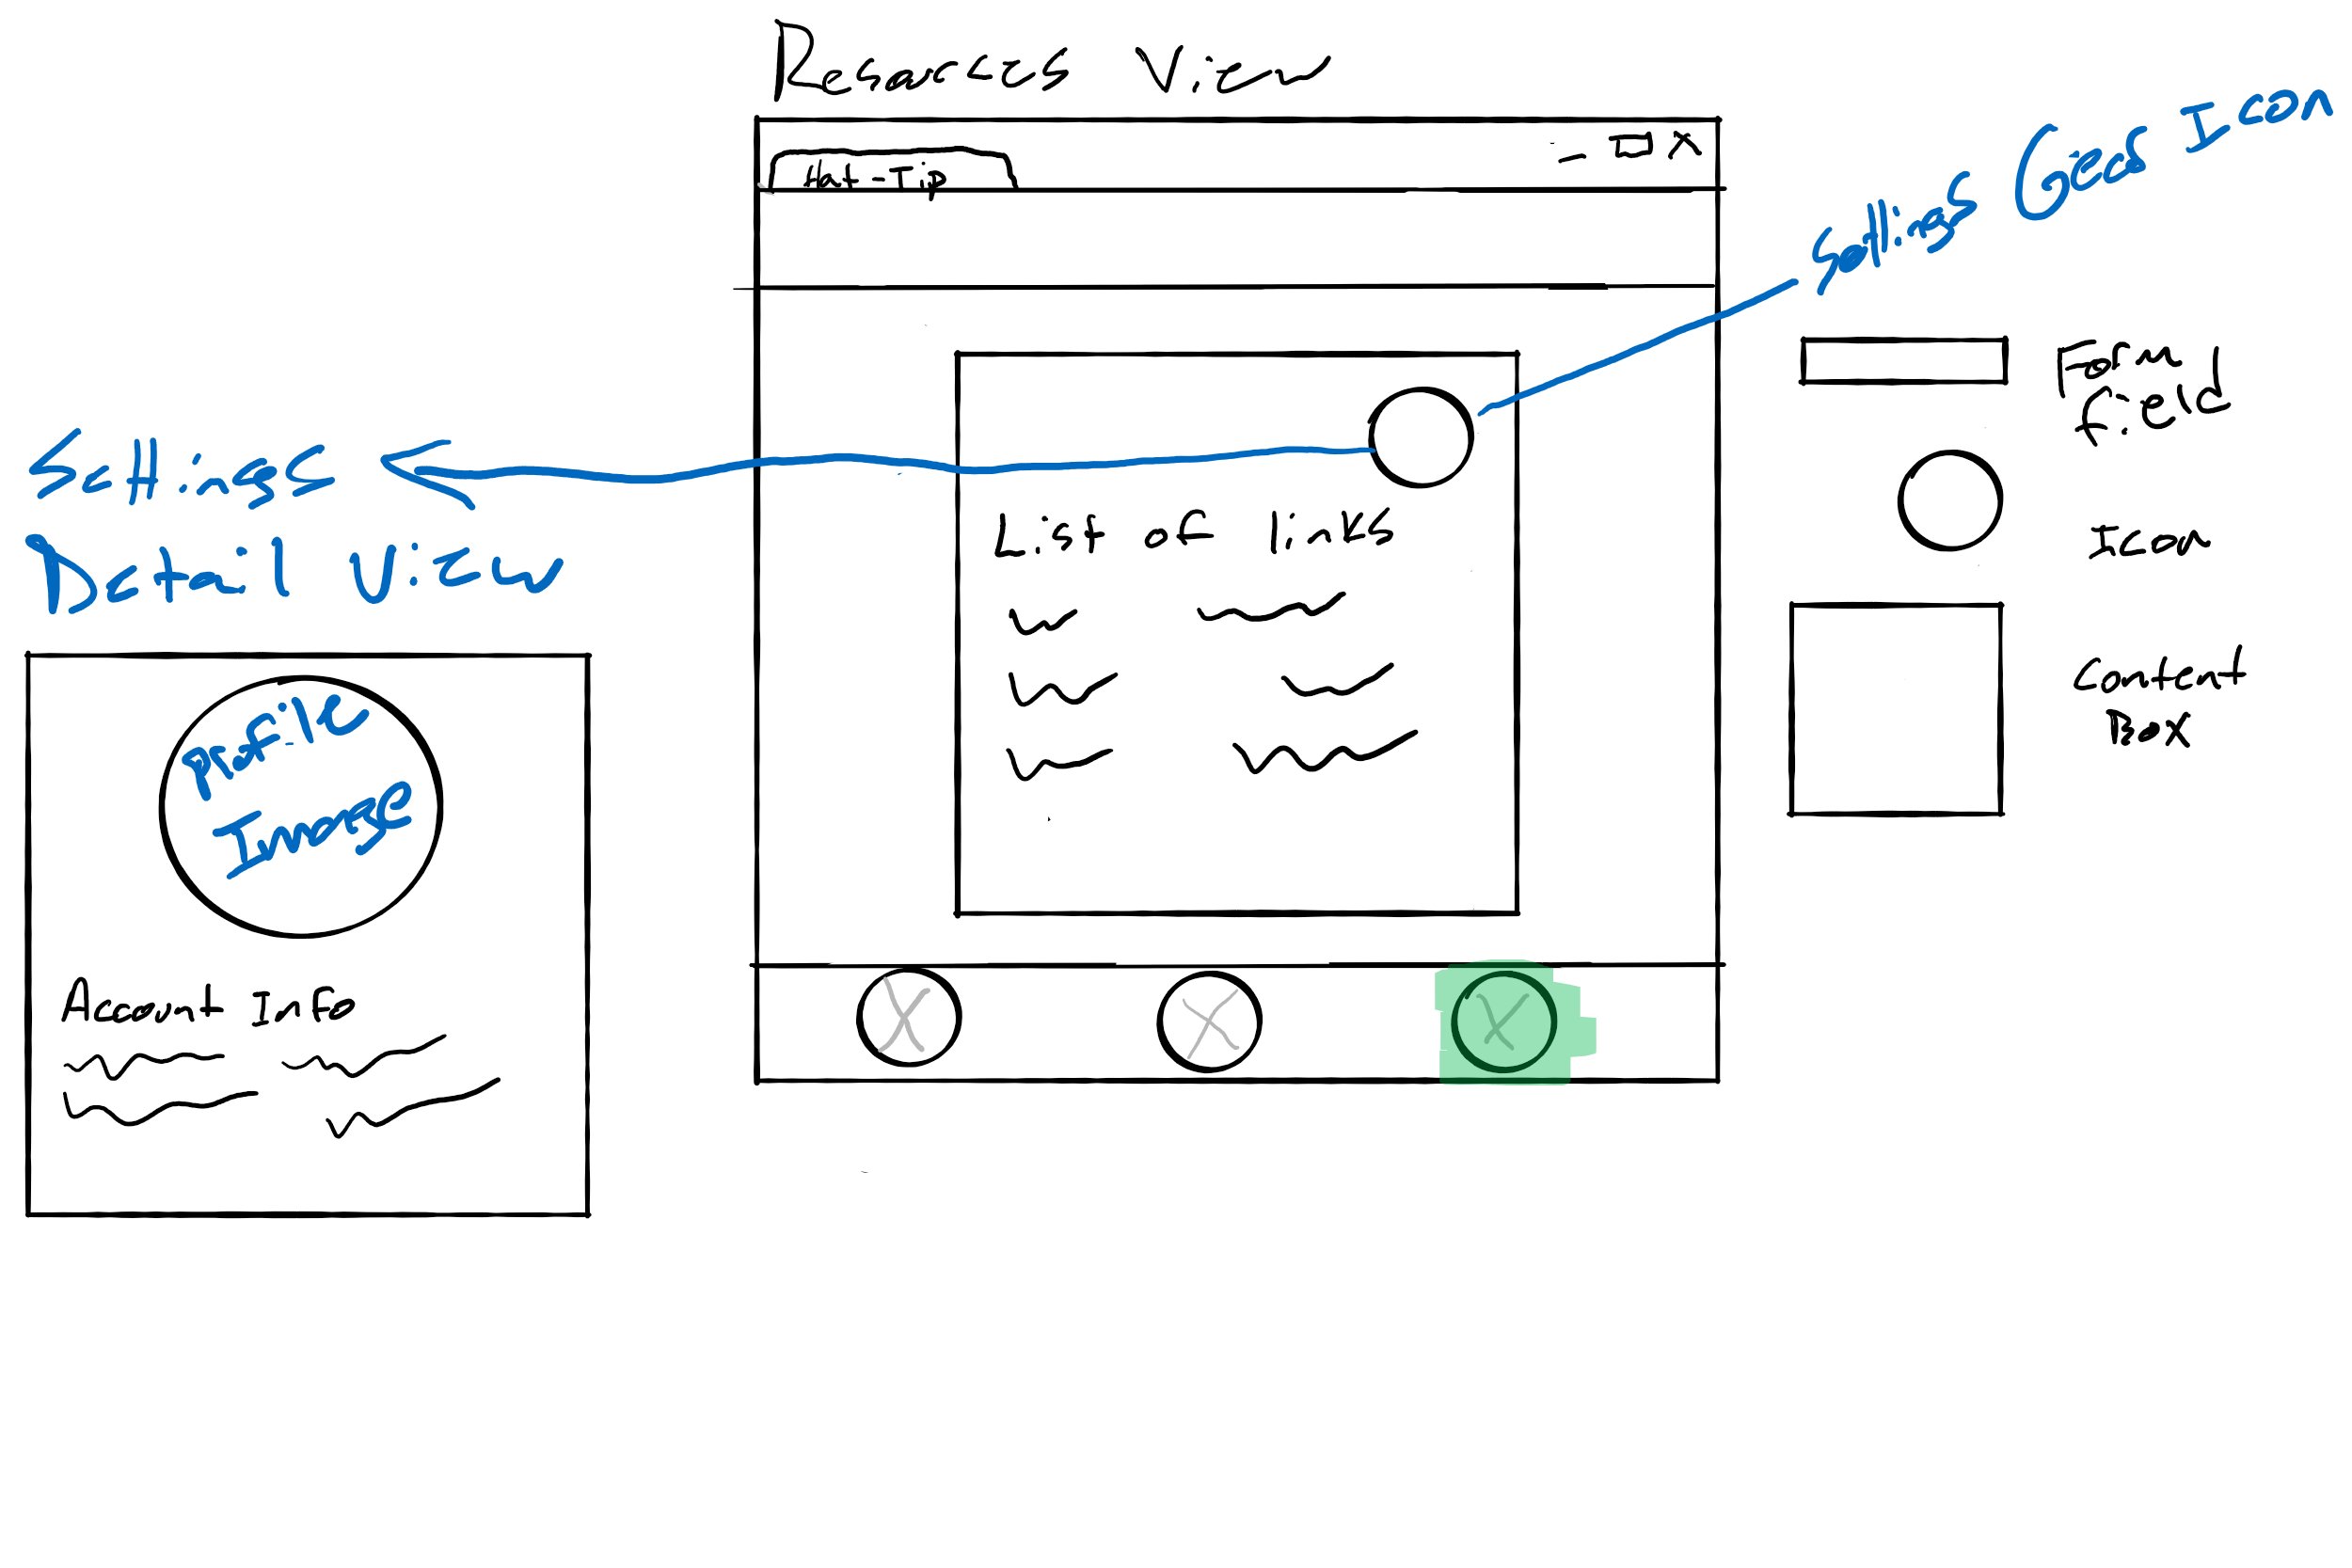 Resources View
Hat-Tip
Settings Gear Icon
Form
field
Icon
Content
Box
List of links
Settings
Detail View
Profile
Image
Account Info